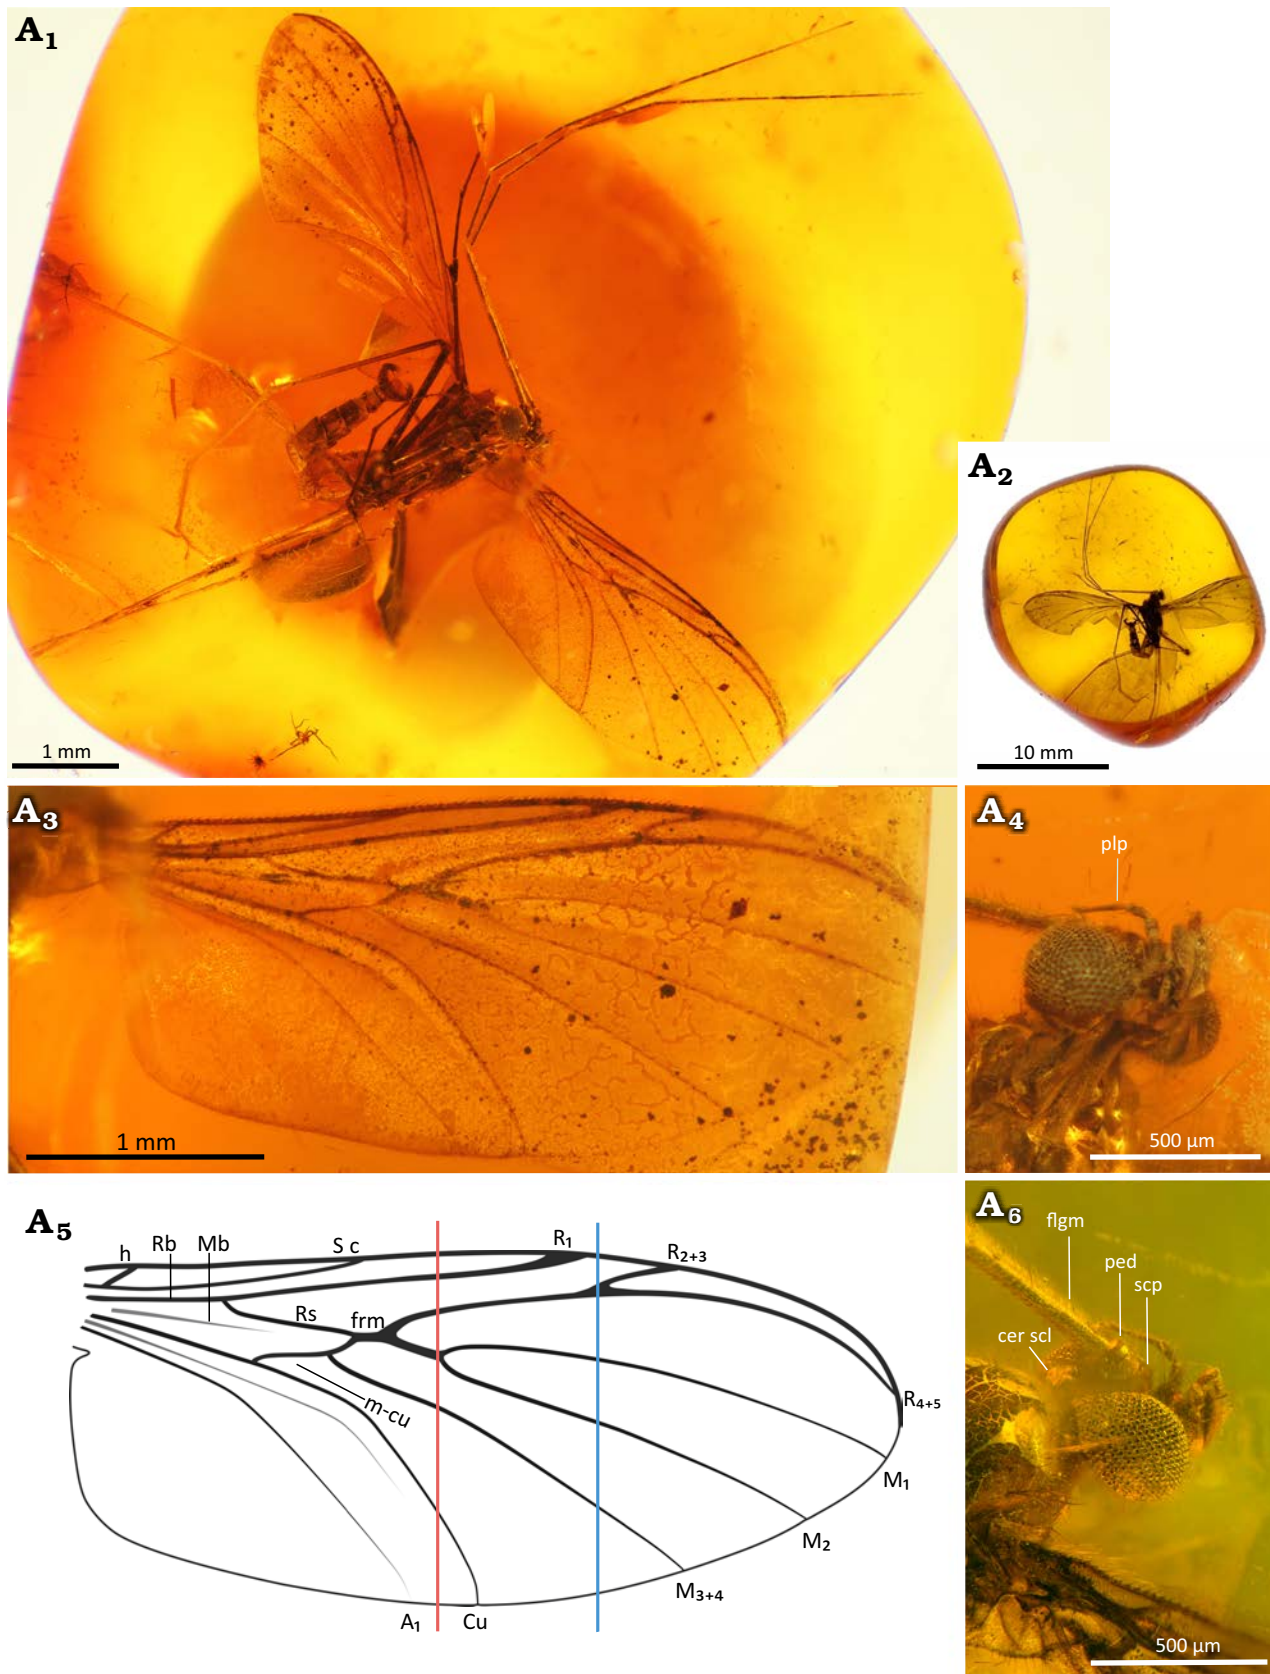 A1
1 mm
A2
10 mm
A3
1 mm
A4
plp
500 µm
A5
h Rb Mb S c R1 R2+3
Rs frm
m-cu
R4+5
M1
M2
M3+4
A1 Cu
A6
flgm
ped
scp
cer scl
500 µm